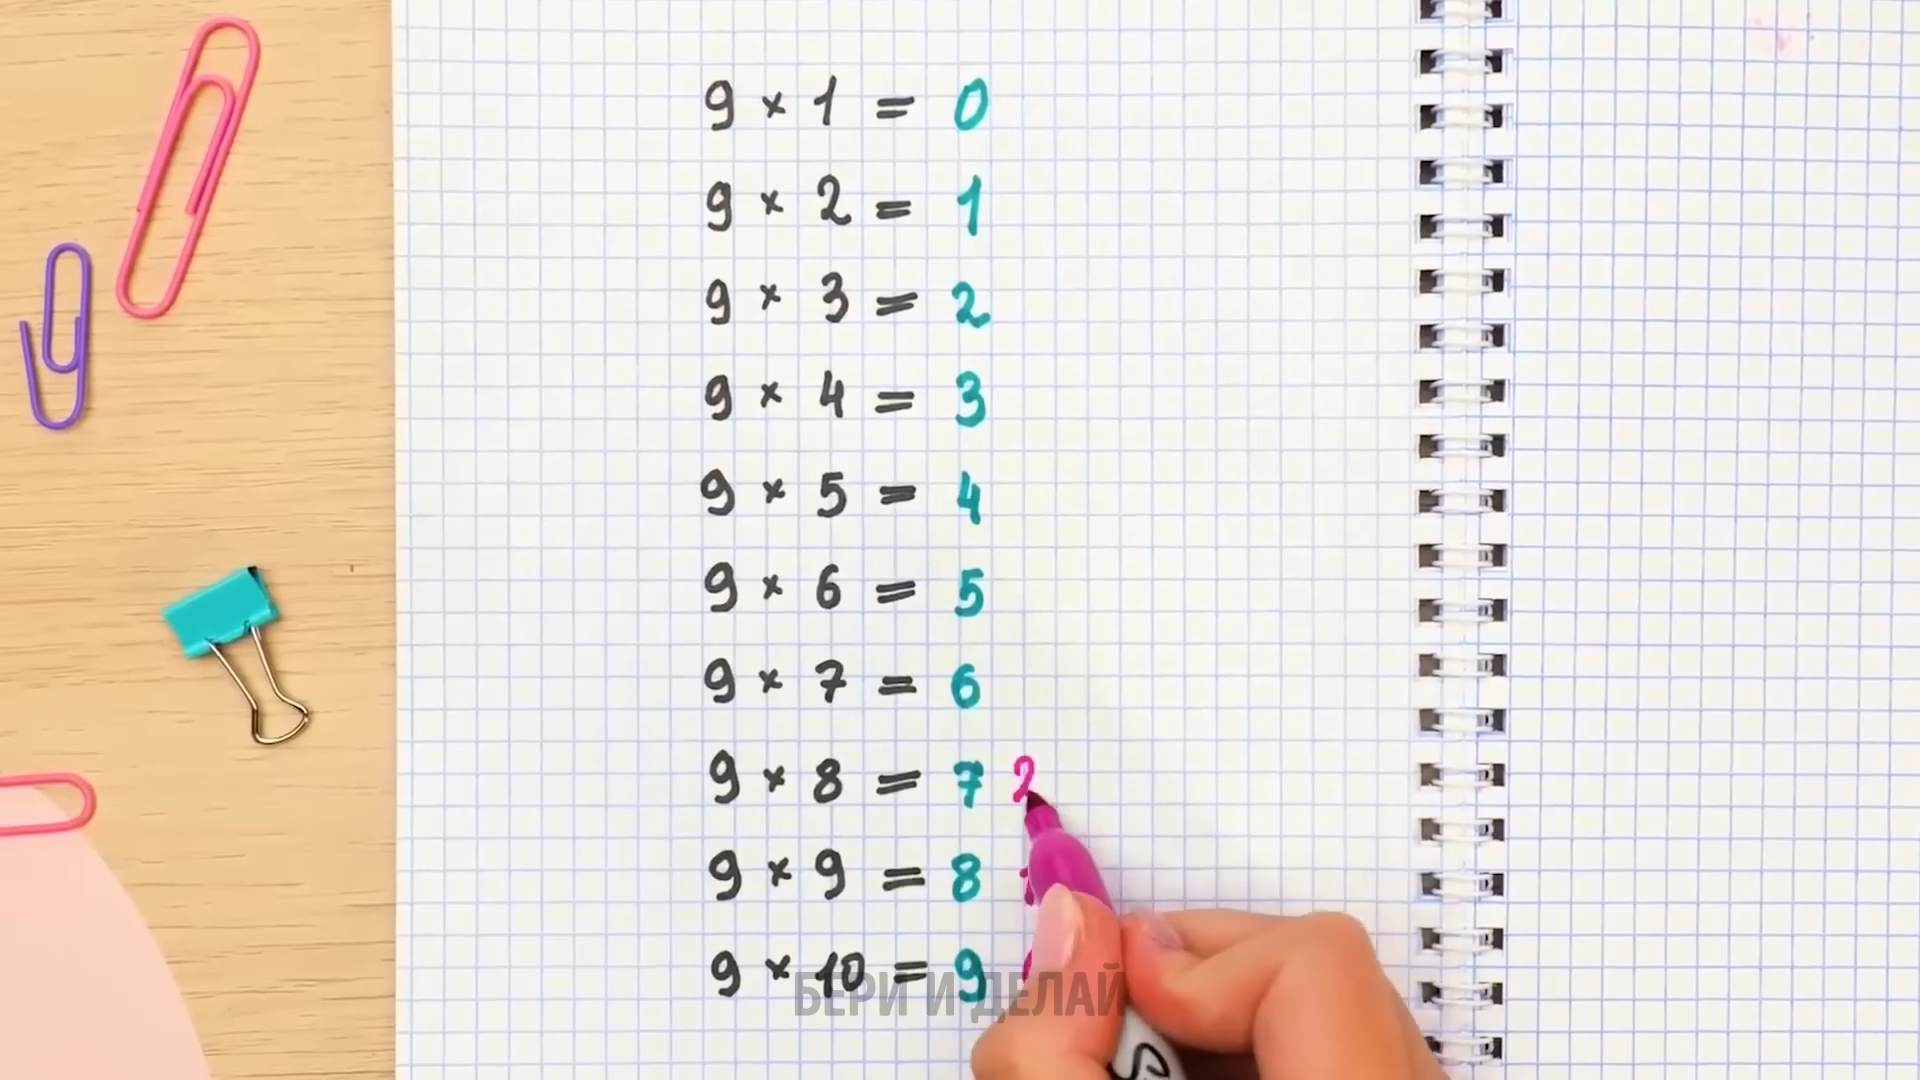 9 × 1 = 0
9 × 2 = 1
9 × 3 = 2
9 × 4 = 3
9 × 5 = 4
9 × 6 = 5
9 × 7 = 6
9 × 8 = 7 2
9 × 9 = 8
9 × 10 = 9
БЕРИ И ДЕЛАЙ